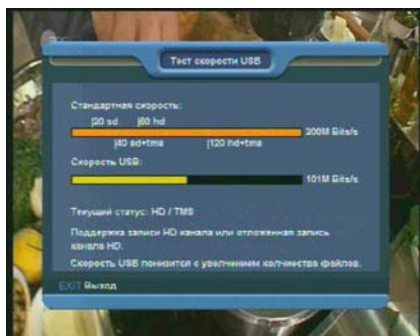 Тест скорости USB
Стандартная скорость:
|20 sd |60 hd
200M Bits/s
|40 sd+tms |120 hd+tms
Скорость USB:
101M Bits/s
Текущий статус: HD / TMS
Поддержка записи HD канала или отложенная запись
канала HD.
Скорость USB понизится с увелчением колчиества файлов.
EXIT Выход